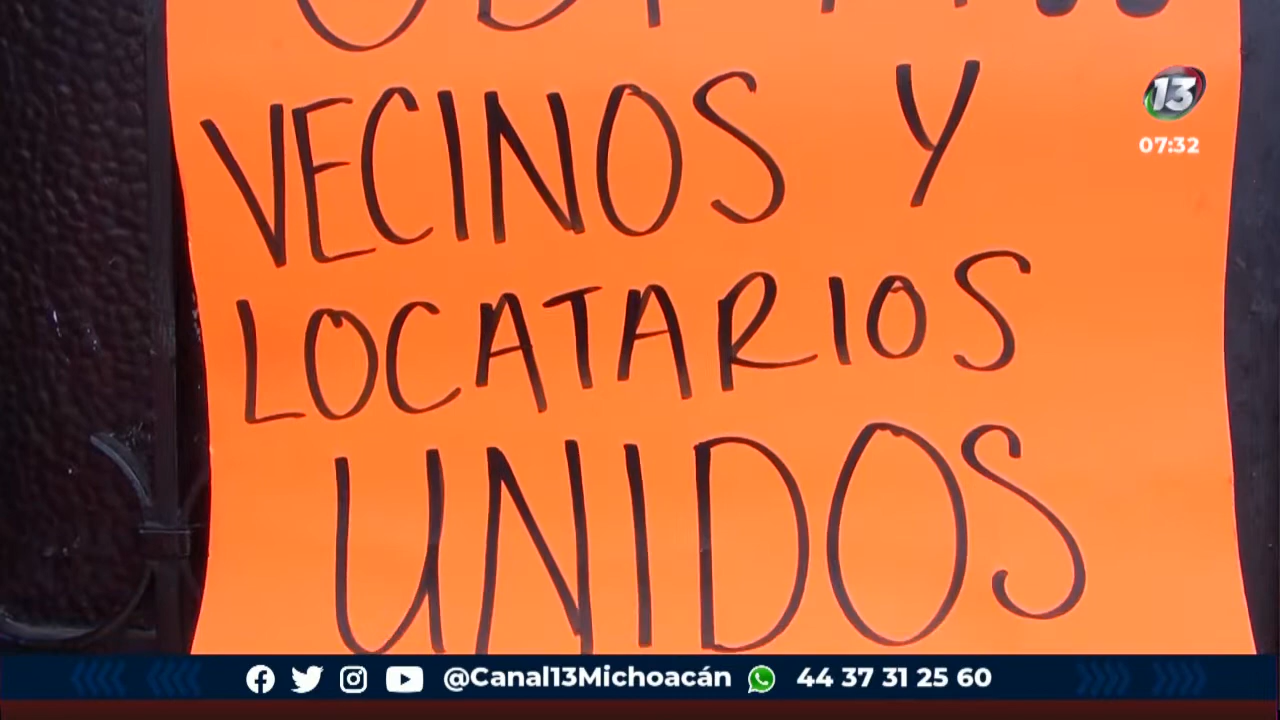 VECINOS Y
LOCATARIOS
UNIDOS
13
07:32
@Canal13Michoacán 44 37 31 25 60